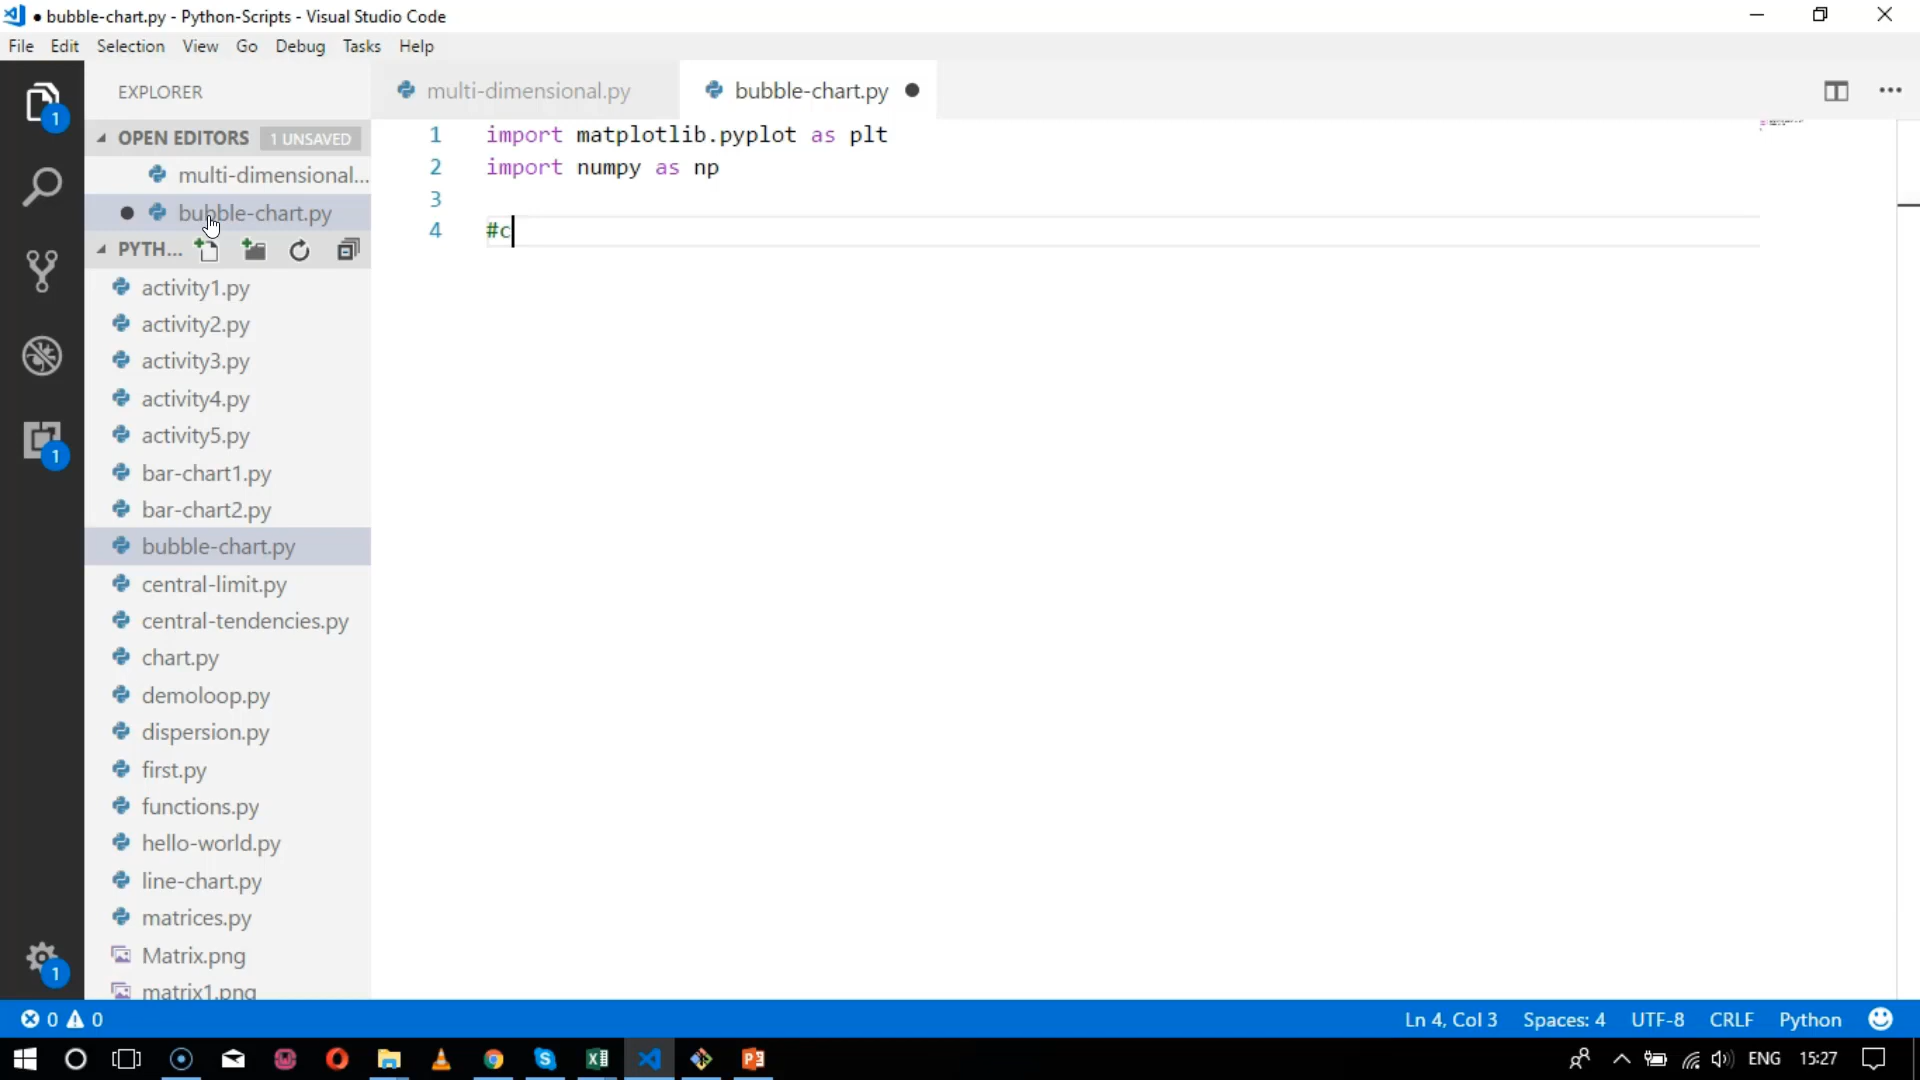 ● bubble-chart.py - Python-Scripts - Visual Studio Code
File Edit Selection View Go Debug Tasks Help
1
EXPLORER
OPEN EDITORS 1 UNSAVED
multi-dimensional...
bubble-chart.py
PYTH...
activity1.py
activity2.py
activity3.py
activity4.py
activity5.py
1
bar-chart1.py
bar-chart2.py
bubble-chart.py
central-limit.py
central-tendencies.py
chart.py
demoloop.py
dispersion.py
first.py
functions.py
hello-world.py
line-chart.py
matrices.py
Matrix.png
1
matrix1.png
multi-dimensional.py bubble-chart.py ●
1 import matplotlib.pyplot as plt
2 import numpy as np
3
4 #c
0 0 Ln 4, Col 3 Spaces: 4 UTF-8 CRLF Python
ENG 15:27